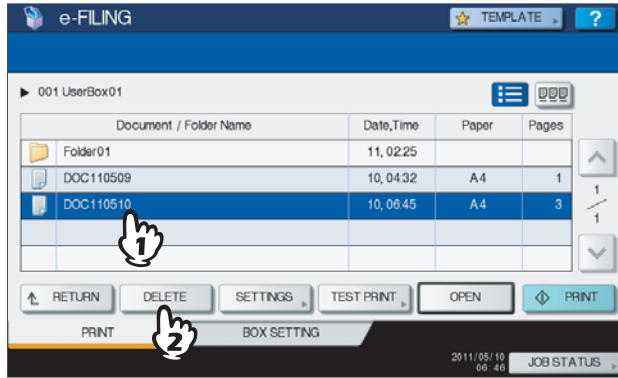 e-FILING TEMPLATE ?
001 UserBox01
Document / Folder Name Date,Time Paper Pages
Folder01 11, 02:25
DOC110509 10, 04:32 A4 1
DOC110510 10, 06:45 A4 3
1
1
1
RETURN DELETE SETTINGS TEST PRINT OPEN PRINT
2
PRINT BOX SETTING
2011/05/10
06:46 JOB STATUS